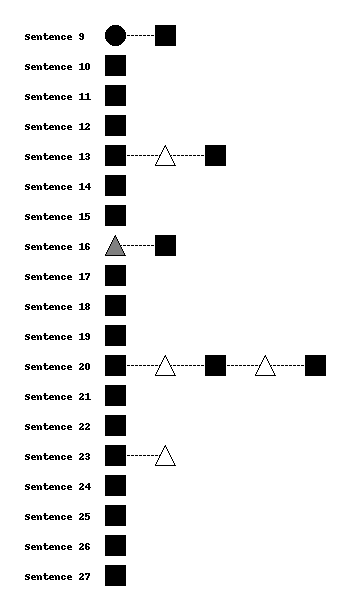 Sentence 9
Sentence 10
Sentence 11
Sentence 12
Sentence 13
Sentence 14
Sentence 15
Sentence 16
Sentence 17
Sentence 18
Sentence 19
Sentence 20
Sentence 21
Sentence 22
Sentence 23
Sentence 24
Sentence 25
Sentence 26
Sentence 27